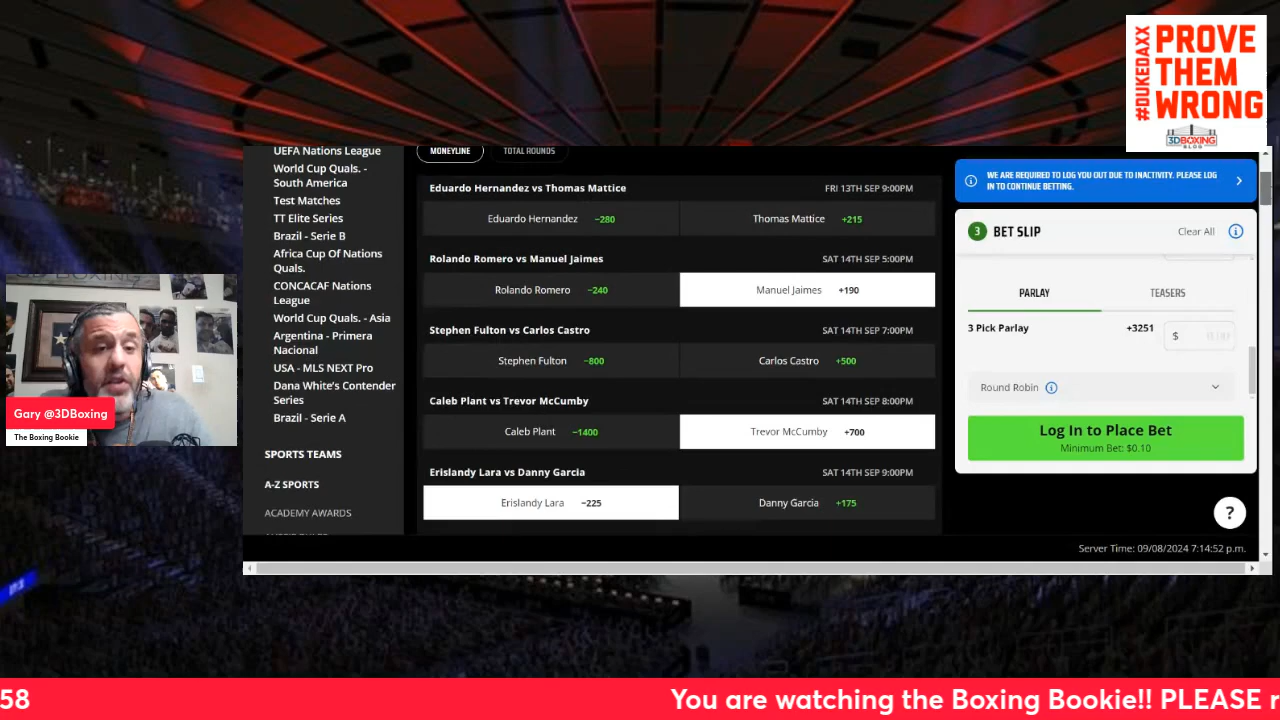 #DUKEDAXX
PROVE
THEM
WRONG
3DBOXING
BLOG
UEFA Nations League
World Cup Quals. -
South America
Test Matches
TT Elite Series
Brazil - Serie B
Africa Cup Of Nations
Quals.
CONCACAF Nations
League
World Cup Quals. - Asia
Argentina - Primera
Nacional
USA - MLS NEXT Pro
Dana White's Contender
Series
Brazil - Serie A
SPORTS TEAMS
A-Z SPORTS
ACADEMY AWARDS
MONEYLINE
TOTAL ROUNDS
Eduardo Hernandez vs Thomas Mattice FRI 13TH SEP 9:00PM
Eduardo Hernandez −280 Thomas Mattice +215
Rolando Romero vs Manuel Jaimes SAT 14TH SEP 5:00PM
Rolando Romero −240 Manuel Jaimes +190
Stephen Fulton vs Carlos Castro SAT 14TH SEP 7:00PM
Stephen Fulton −800 Carlos Castro +500
Caleb Plant vs Trevor McCumby SAT 14TH SEP 8:00PM
Caleb Plant −1400 Trevor McCumby +700
Erislandy Lara vs Danny Garcia SAT 14TH SEP 9:00PM
Erislandy Lara −225 Danny Garcia +175
WE ARE REQUIRED TO LOG YOU OUT DUE TO INACTIVITY. PLEASE LOG
IN TO CONTINUE BETTING.
3 BET SLIP Clear All
PARLAY TEASERS
3 Pick Parlay +3251 $
Round Robin
Log In to Place Bet
Minimum Bet: $0.10
?
Server Time: 09/08/2024 7:14:52 p.m.
Gary @3DBoxing
The Boxing Bookie
58 You are watching the Boxing Bookie!! PLEASE r